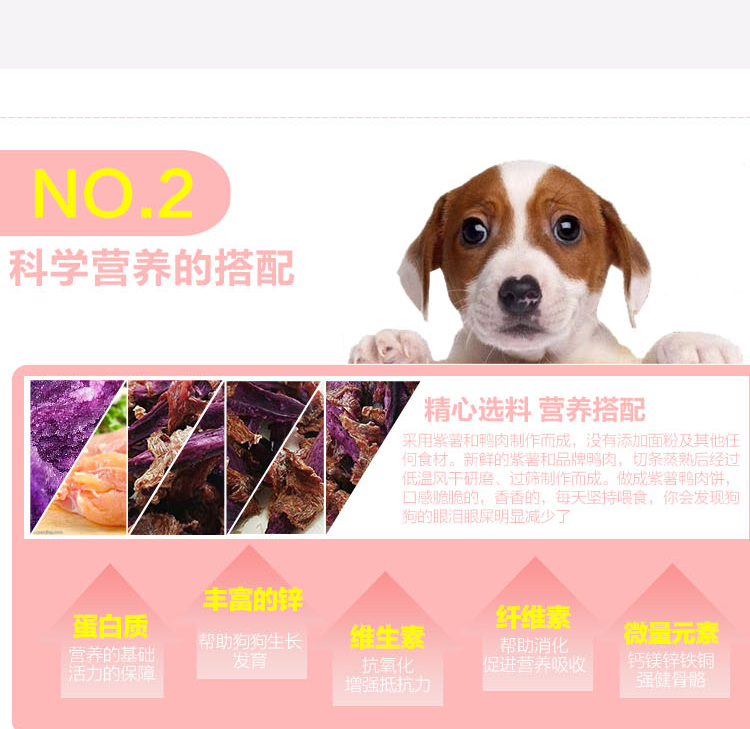 NO.2
科学营养的搭配
精心选料 营养搭配
采用紫薯和鸭肉制作而成，没有添加面粉及其他任
何食材。新鲜的紫薯和品牌鸭肉，切条蒸熟后经过
低温风干研磨、过筛制作而成。做成紫薯鸭肉饼，
口感脆脆的，香香的，每天坚持喂食，你会发现狗
狗的眼泪眼屎明显减少了
蛋白质
营养的基础
活力的保障
丰富的锌
帮助狗狗生长
发育
维生素
抗氧化
增强抵抗力
纤维素
帮助消化
促进营养吸收
微量元素
钙镁锌铁铜
强健骨骼